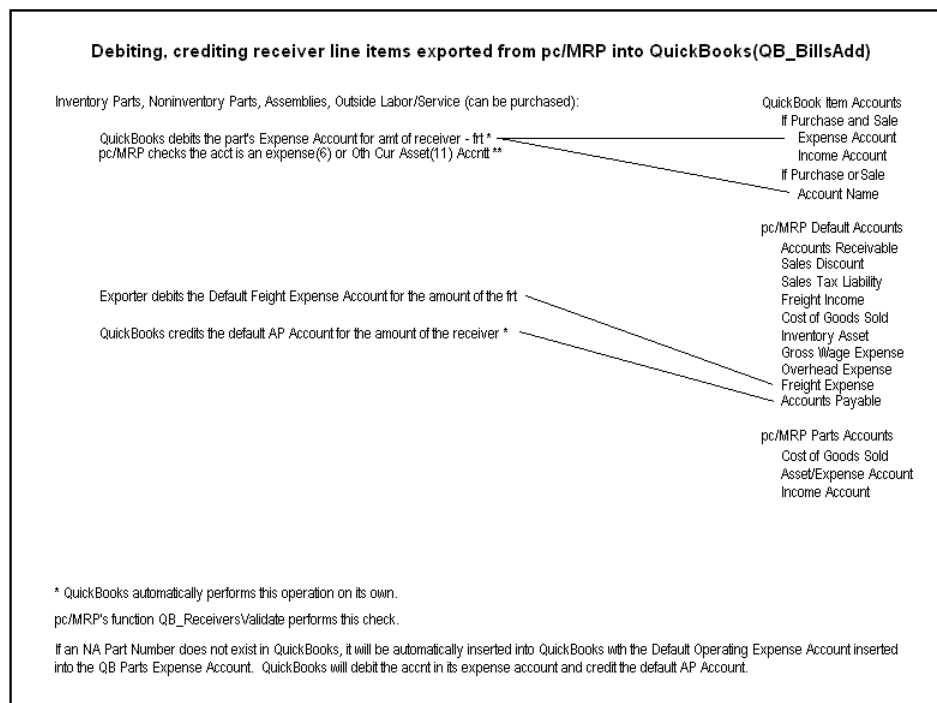 Debiting, crediting receiver line items exported from pc/MRP into QuickBooks(QB_BillsAdd)
Inventory Parts, Noninventory Parts, Assemblies, Outside Labor/Service (can be purchased):
QuickBooks debits the part's Expense Account for amt of receiver - frt *
pc/MRP checks the acct is an expense(6) or Oth Cur Asset(11) Accntt **
Exporter debits the Default Feight Expense Account for the amount of the frt
QuickBooks credits the default AP Account for the amount of the receiver *
QuickBook Item Accounts
If Purchase and Sale
Expense Account
Income Account
If Purchase or Sale
Account Name
pc/MRP Default Accounts
Accounts Receivable
Sales Discount
Sales Tax Liability
Freight Income
Cost of Goods Sold
Inventory Asset
Gross Wage Expense
Overhead Expense
Freight Expense
Accounts Payable
pc/MRP Parts Accounts
Cost of Goods Sold
Asset/Expense Account
Income Account
* QuickBooks automatically performs this operation on its own.
pc/MRP's function QB_ReceiversValidate performs this check.
If an NA Part Number does not exist in QuickBooks, it will be automatically inserted into QuickBooks wth the Default Operating Expense Account inserted
into the QB Parts Expense Account.  QuickBooks will debit the accnt in its expense account and credit the default AP Account.